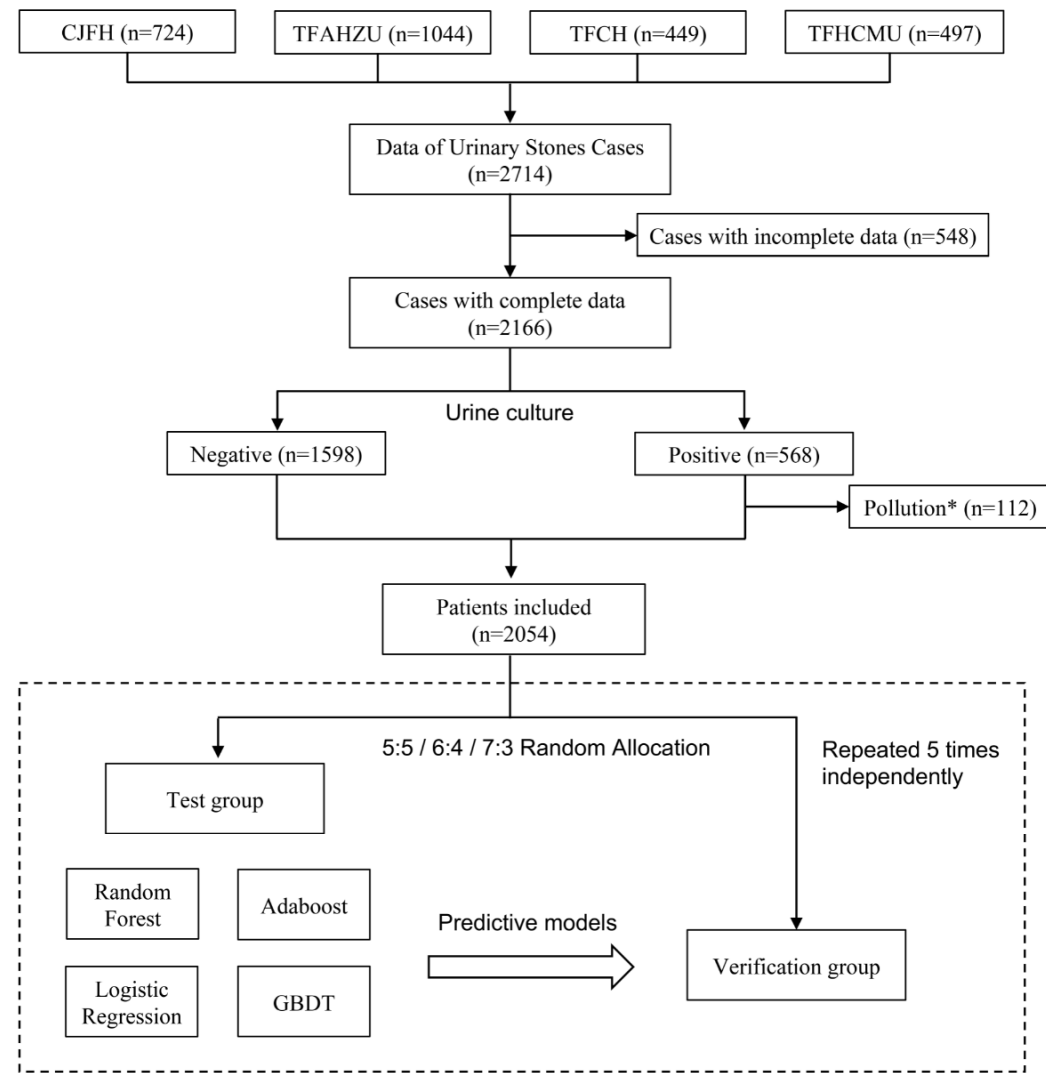 CJFH (n=724)
TFAHZU (n=1044)
TFCH (n=449)
TFHCMU (n=497)
Data of Urinary Stones Cases
(n=2714)
Cases with incomplete data (n=548)
Cases with complete data
(n=2166)
Urine culture
Negative (n=1598)
Positive (n=568)
Pollution* (n=112)
Patients included
(n=2054)
5:5 / 6:4 / 7:3 Random Allocation
Repeated 5 times
independently
Test group
Random
Forest
Adaboost
Logistic
Regression
GBDT
Predictive models
Verification group